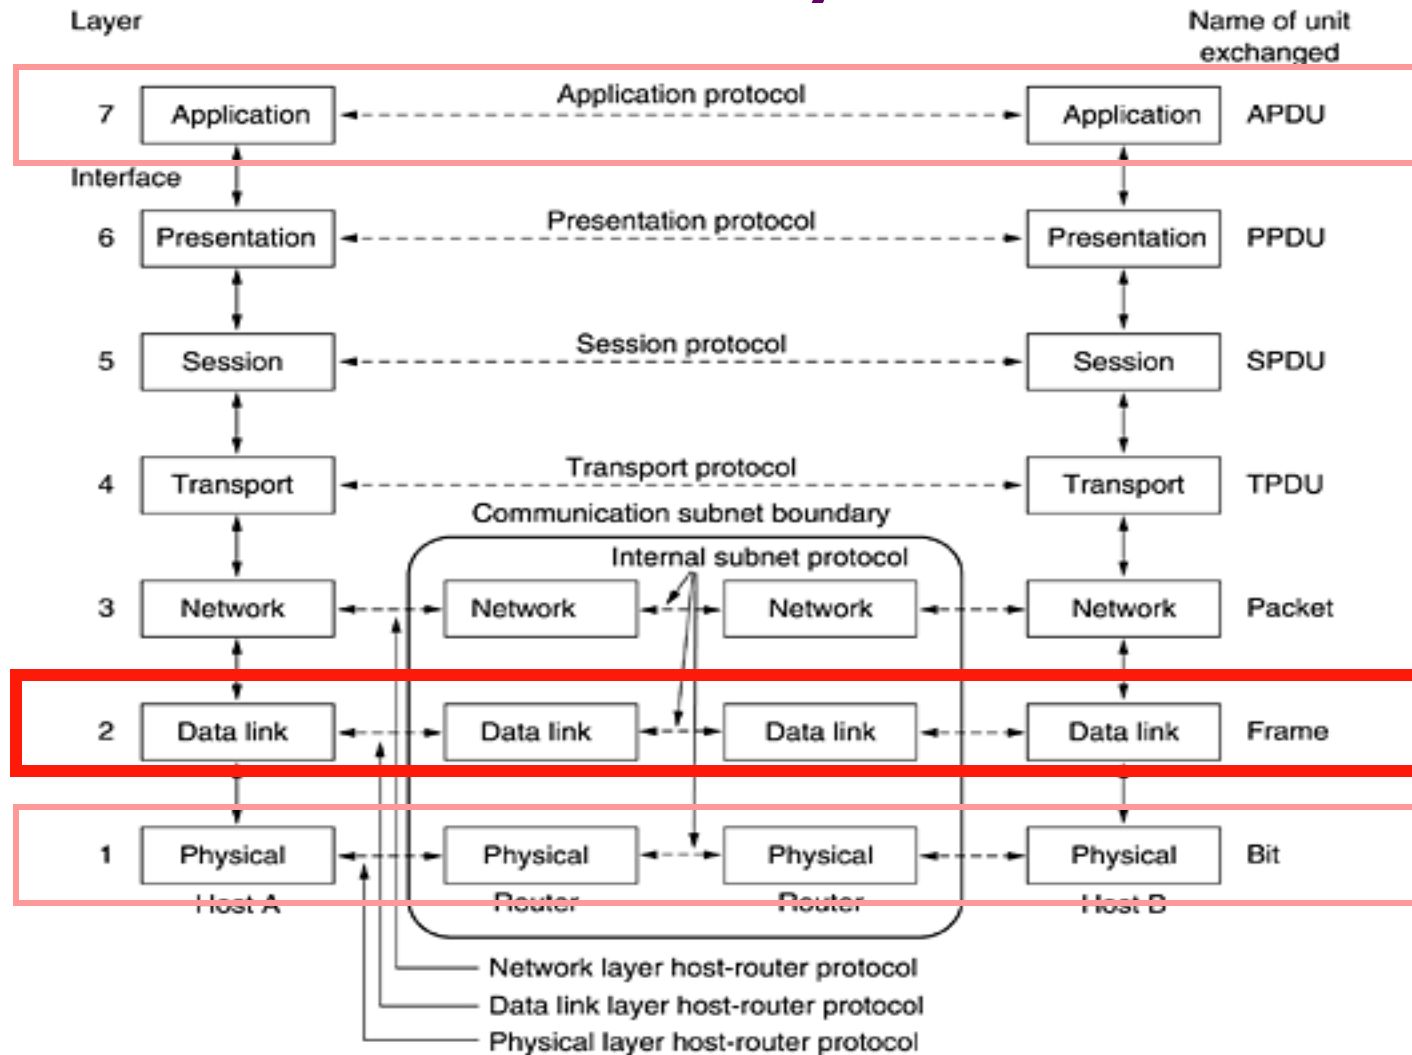 Layer
Name of unit
exchanged
7 Application Application protocol Application APDU
Interface
6 Presentation Presentation protocol Presentation PPDU
5 Session Session protocol Session SPDU
4 Transport Transport protocol Transport TPDU
Communication subnet boundary
Internal subnet protocol
3 Network Network Network Network Packet
2 Data link Data link Data link Data link Frame
1 Physical Physical Physical Physical Bit
Host A Router Router Host B
Network layer host-router protocol
Data link layer host-router protocol
Physical layer host-router protocol